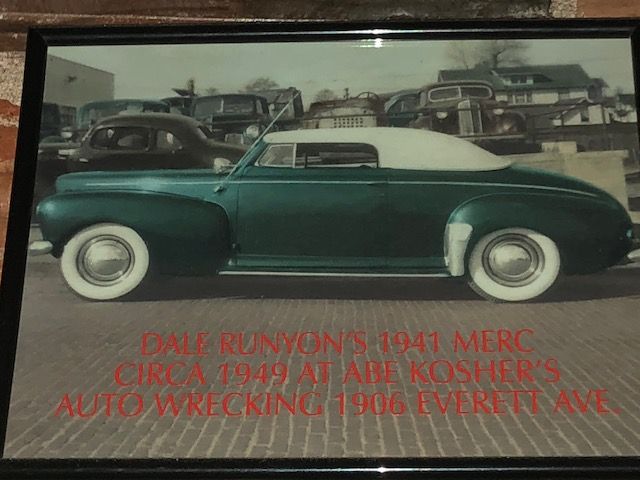 DALE RUNYON'S 1941 MERC
CIRCA 1949 AT ABE KOSHER'S
AUTO WRECKING 1906 EVERETT AVE.